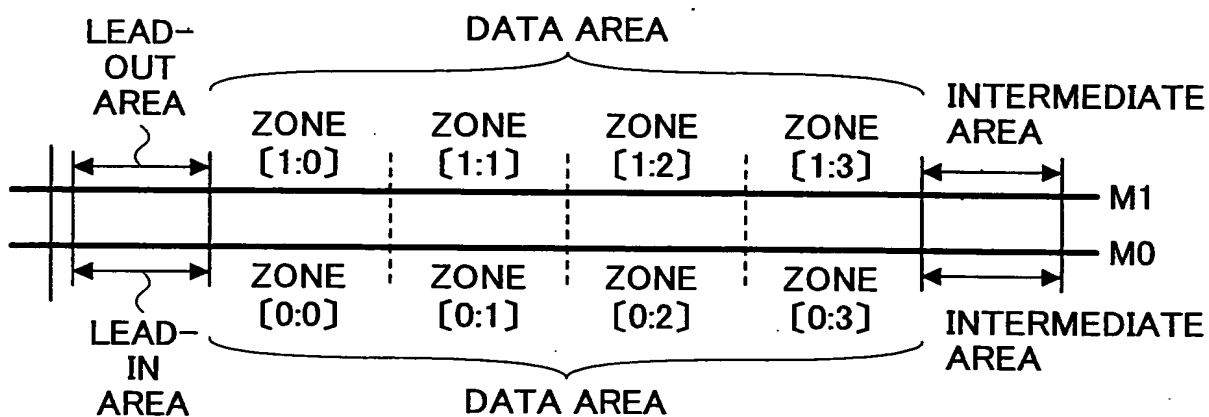 LEAD-
OUT
AREA
DATA AREA
INTERMEDIATE
AREA
ZONE ZONE ZONE ZONE
[1:0] [1:1] [1:2] [1:3]
M1
M0
ZONE ZONE ZONE ZONE
[0:0] [0:1] [0:2] [0:3]
LEAD-
IN
AREA
INTERMEDIATE
AREA
DATA AREA